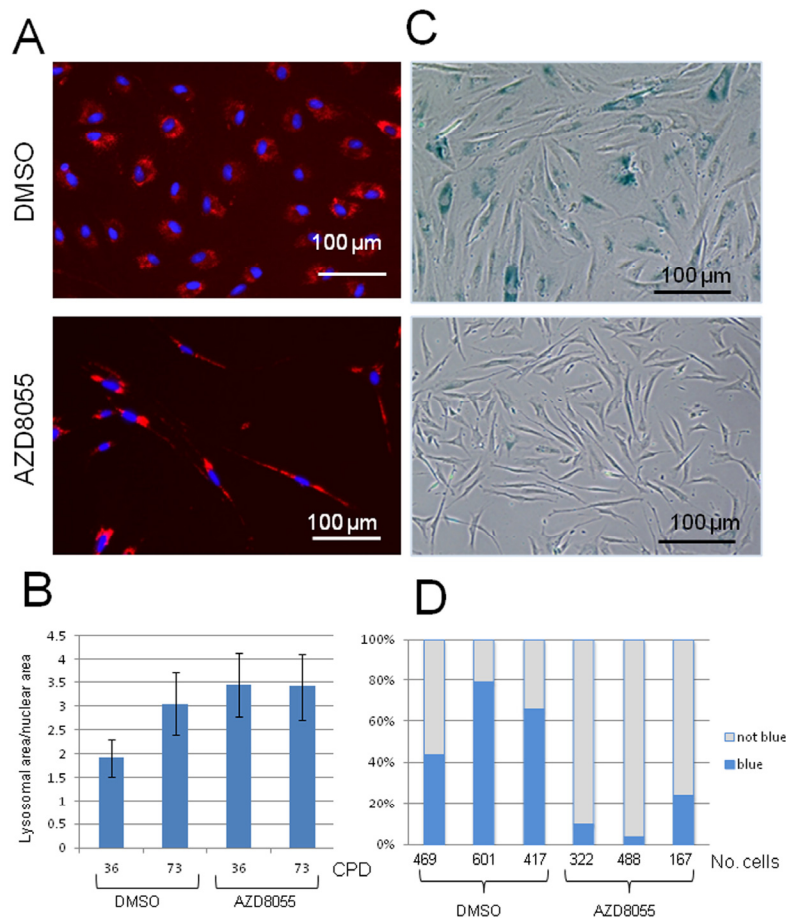 A
C
DMSO
100 µm
100 µm
AZD8055
100 µm
100 µm
B
D
Lysosomal area/nuclear area
4.5
4
3.5
3
2.5
2
1.5
1
0.5
0
36 73 36 73 CPD
DMSO AZD8055
100%
80%
60%
40%
20%
0%
not blue
blue
469 601 417 322 488 167 No. cells
DMSO AZD8055